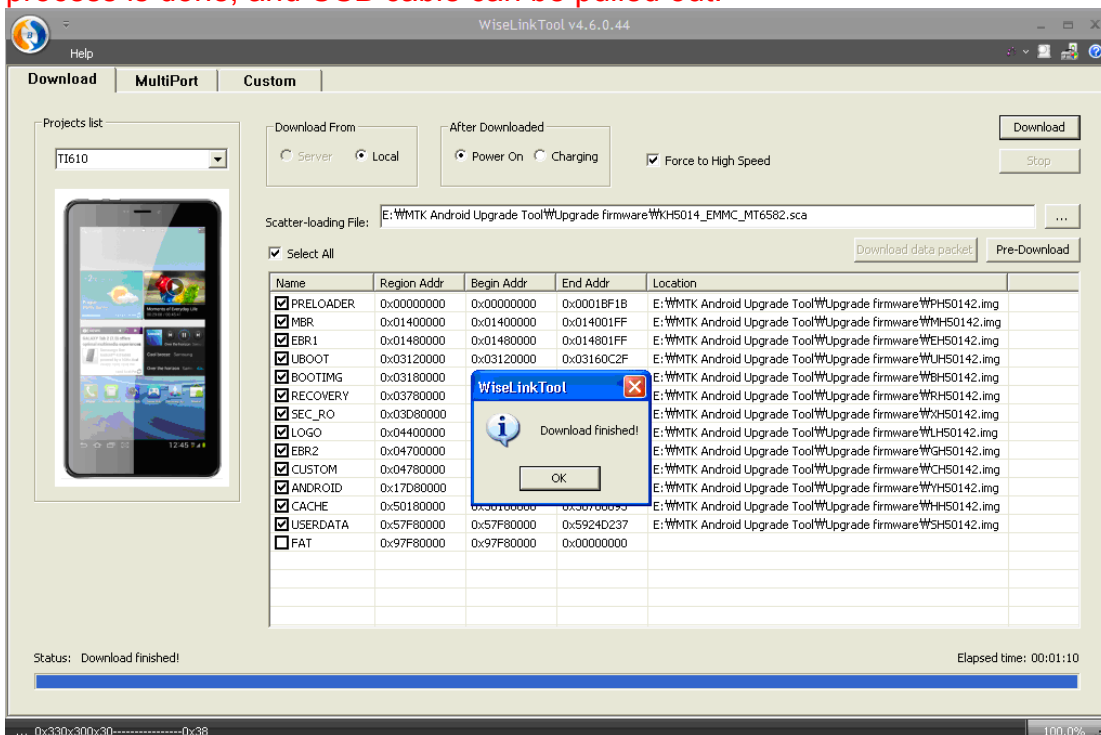 process is done, and USB cable can be pulled out.
WiseLinkTool v4.6.0.44
Help
Download MultiPort Custom
Projects list
TI610
Download From
Server Local
After Downloaded
Power On Charging
Force to High Speed
Download
Stop
Scatter-loading File: E:₩MTK Android Upgrade Tool₩Upgrade firmware₩KH5014_EMMC_MT6582.sca ...
Select All
Download data packet Pre-Download
Name Region Addr Begin Addr End Addr Location
PRELOADER 0x00000000 0x00000000 0x0001BF1B E:₩MTK Android Upgrade Tool₩Upgrade firmware₩PH50142.img
MBR 0x01400000 0x01400000 0x014001FF E:₩MTK Android Upgrade Tool₩Upgrade firmware₩MH50142.img
EBR1 0x01480000 0x01480000 0x014801FF E:₩MTK Android Upgrade Tool₩Upgrade firmware₩EH50142.img
UBOOT 0x03120000 0x03120000 0x03160C2F E:₩MTK Android Upgrade Tool₩Upgrade firmware₩UH50142.img
BOOTIMG 0x03180000 E:₩MTK Android Upgrade Tool₩Upgrade firmware₩BH50142.img
RECOVERY 0x03780000 E:₩MTK Android Upgrade Tool₩Upgrade firmware₩RH50142.img
SEC_RO 0x03D80000 E:₩MTK Android Upgrade Tool₩Upgrade firmware₩XH50142.img
LOGO 0x04400000 E:₩MTK Android Upgrade Tool₩Upgrade firmware₩LH50142.img
EBR2 0x04700000 E:₩MTK Android Upgrade Tool₩Upgrade firmware₩GH50142.img
CUSTOM 0x04780000 E:₩MTK Android Upgrade Tool₩Upgrade firmware₩CH50142.img
ANDROID 0x17D80000 E:₩MTK Android Upgrade Tool₩Upgrade firmware₩YH50142.img
CACHE 0x50180000 E:₩MTK Android Upgrade Tool₩Upgrade firmware₩HH50142.img
USERDATA 0x57F80000 0x57F80000 0x5924D237 E:₩MTK Android Upgrade Tool₩Upgrade firmware₩SH50142.img
FAT 0x97F80000 0x97F80000 0x00000000
WiseLinkTool
Download finished!
OK
12:45
Status: Download finished! Elapsed time: 00:01:10
... 0x330x300x30----------------0x38 100.0%